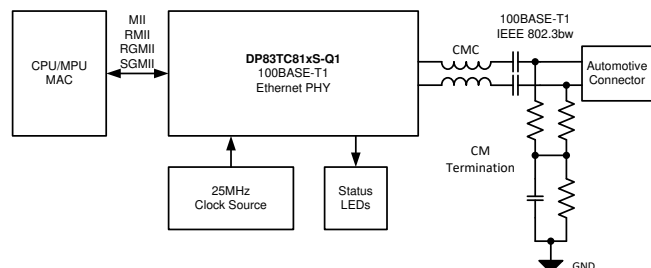 MII
RMII
RGMII
SGMII
CPU/MPU
MAC
DP83TC81xS-Q1
100BASE-T1
Ethernet PHY
CMC
100BASE-T1
IEEE 802.3bw
Automotive
Connector
CM
Termination
25MHz
Clock Source
Status
LEDs
GND